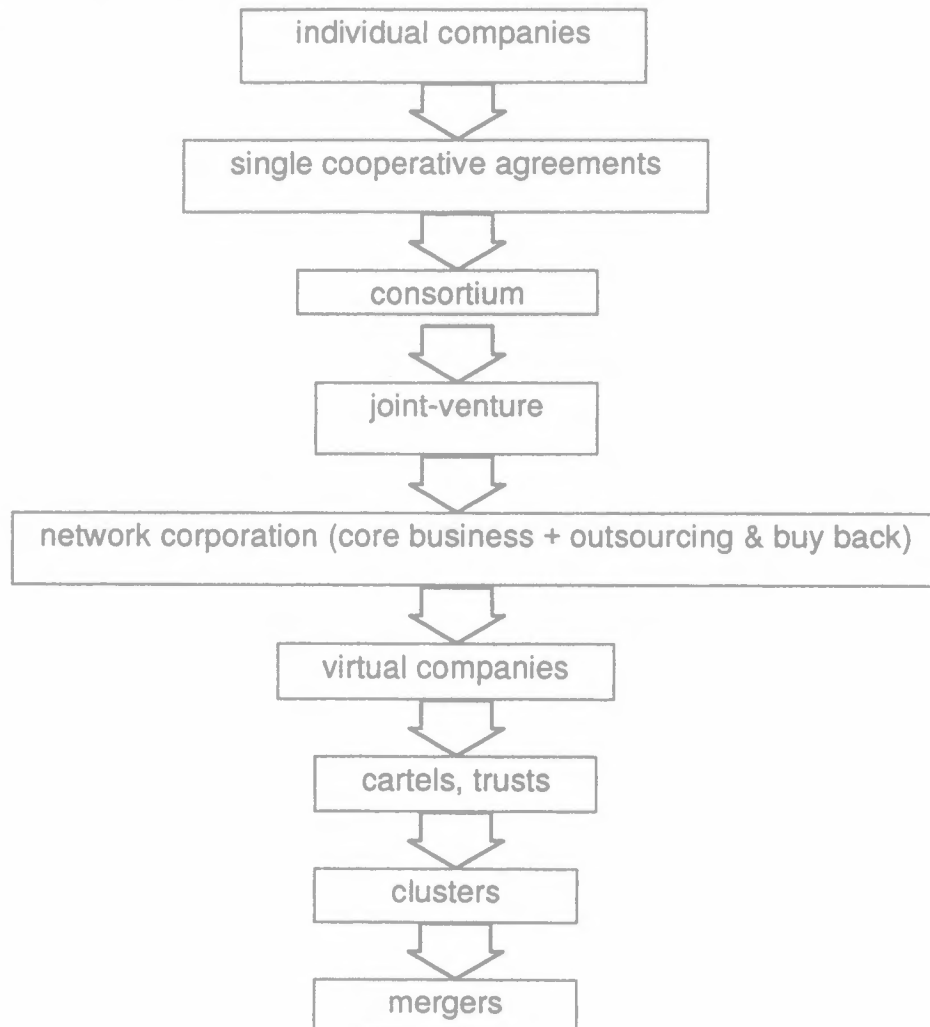 individual companies
single cooperative agreements
consortium
joint-venture
network corporation (core business + outsourcing & buy back)
virtual companies
cartels, trusts
clusters
mergers